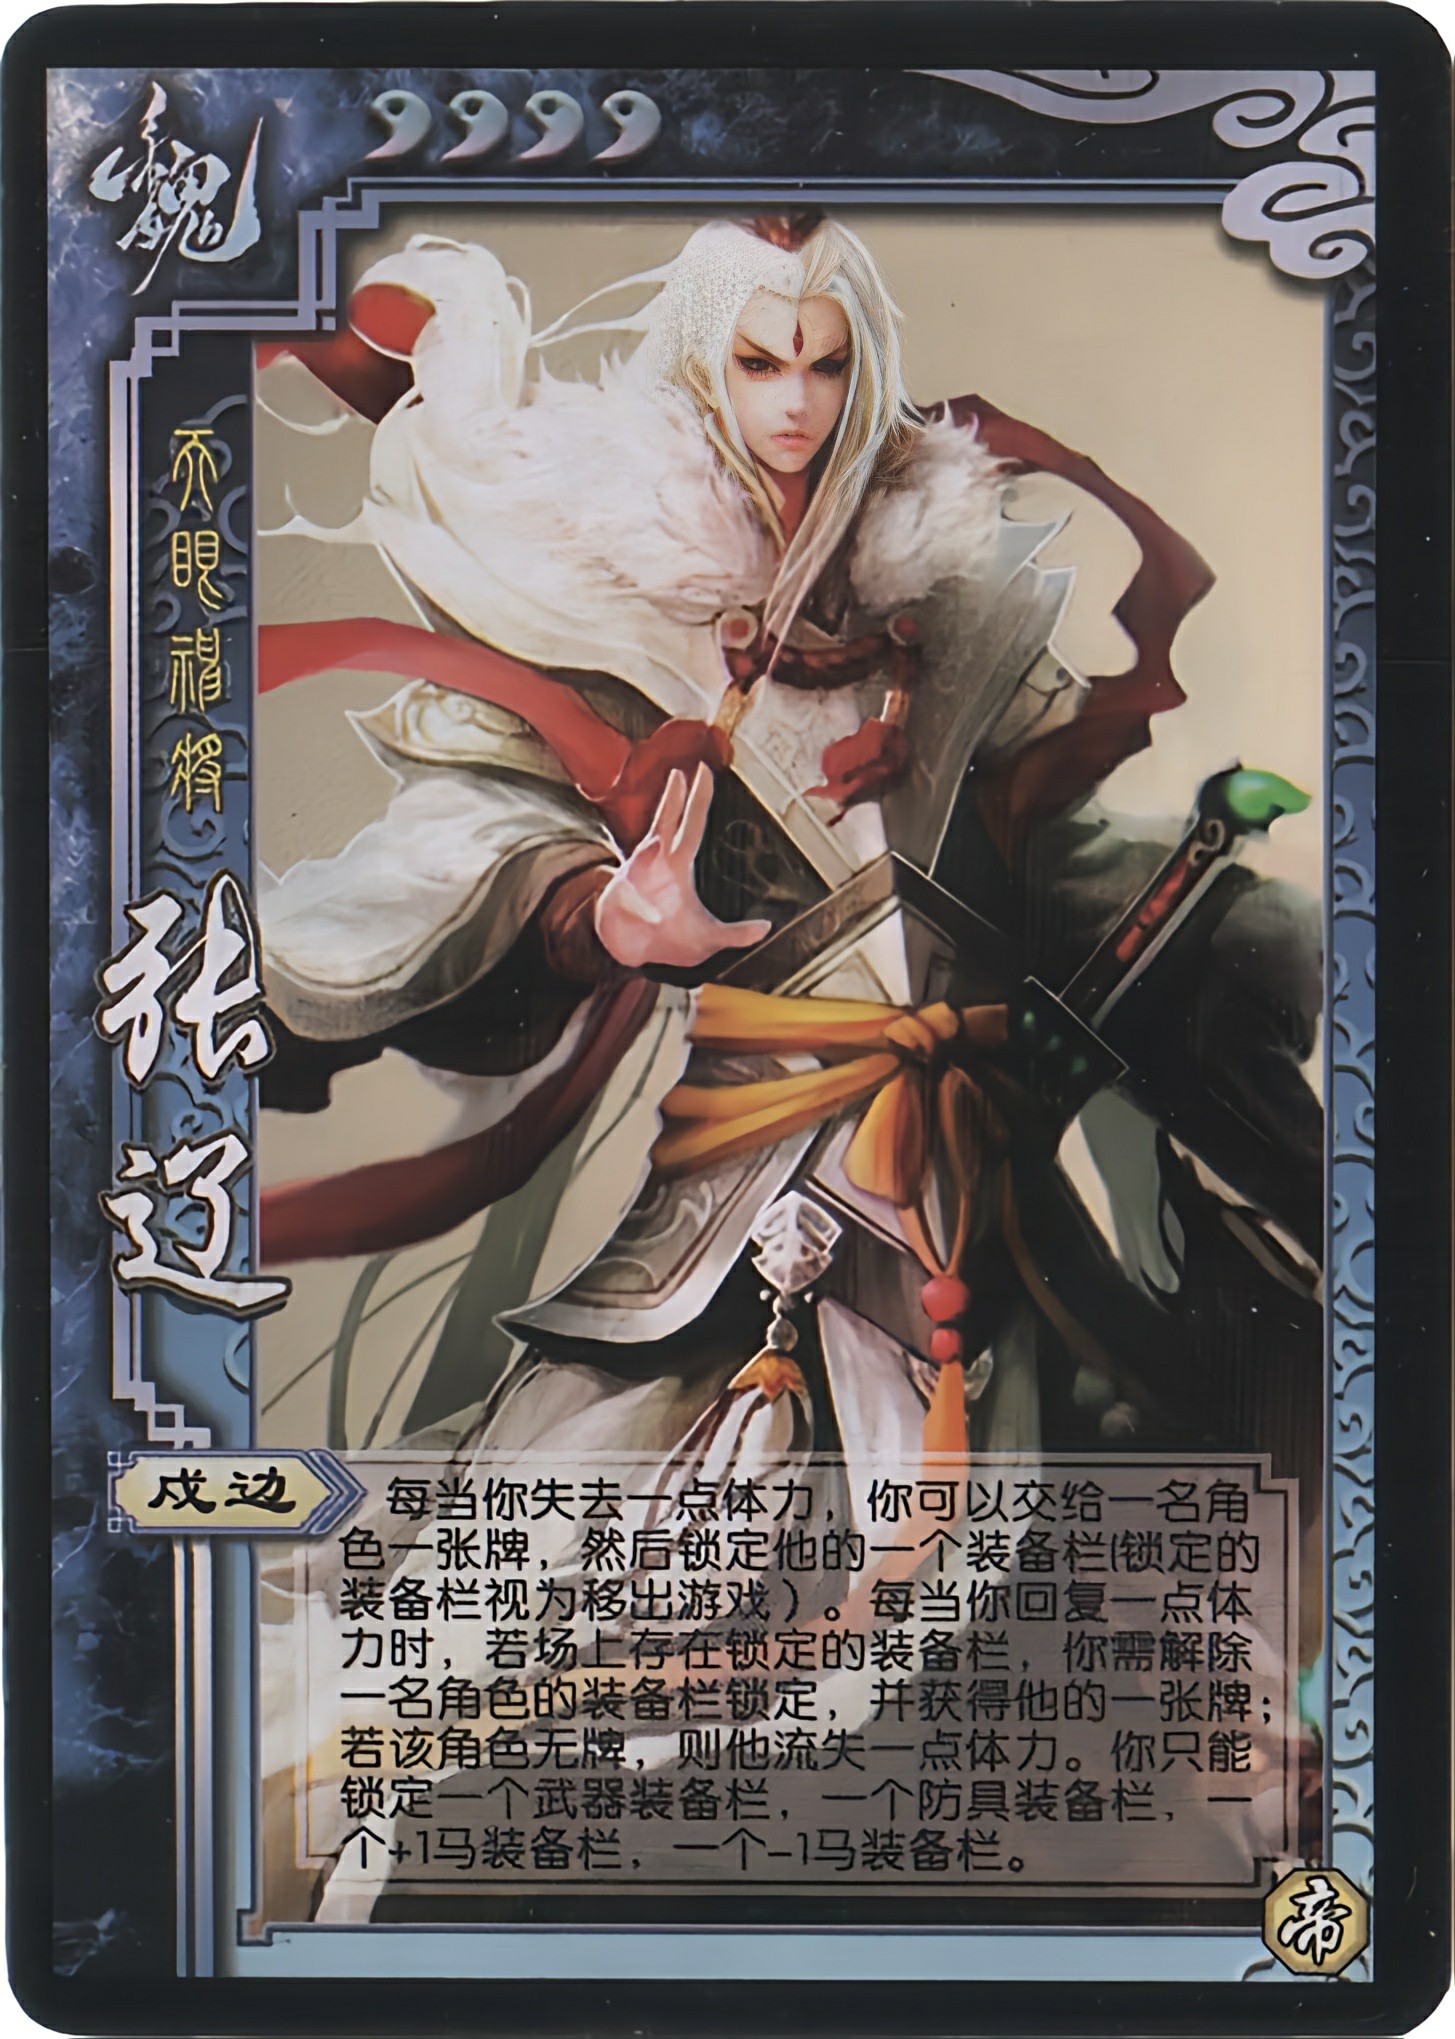 魏
天眼神将
张辽
戍边
每当你失去一点体力，你可以交给一名角
色一张牌，然后锁定他的一个装备栏(锁定的
装备栏视为移出游戏）。每当你回复一点体
力时，若场上存在锁定的装备栏，你需解除
一名角色的装备栏锁定，并获得他的一张牌；
若该角色无牌，则他流失一点体力。你只能
锁定一个武器装备栏，一个防具装备栏，一
个+1马装备栏，一个-1马装备栏。
帝